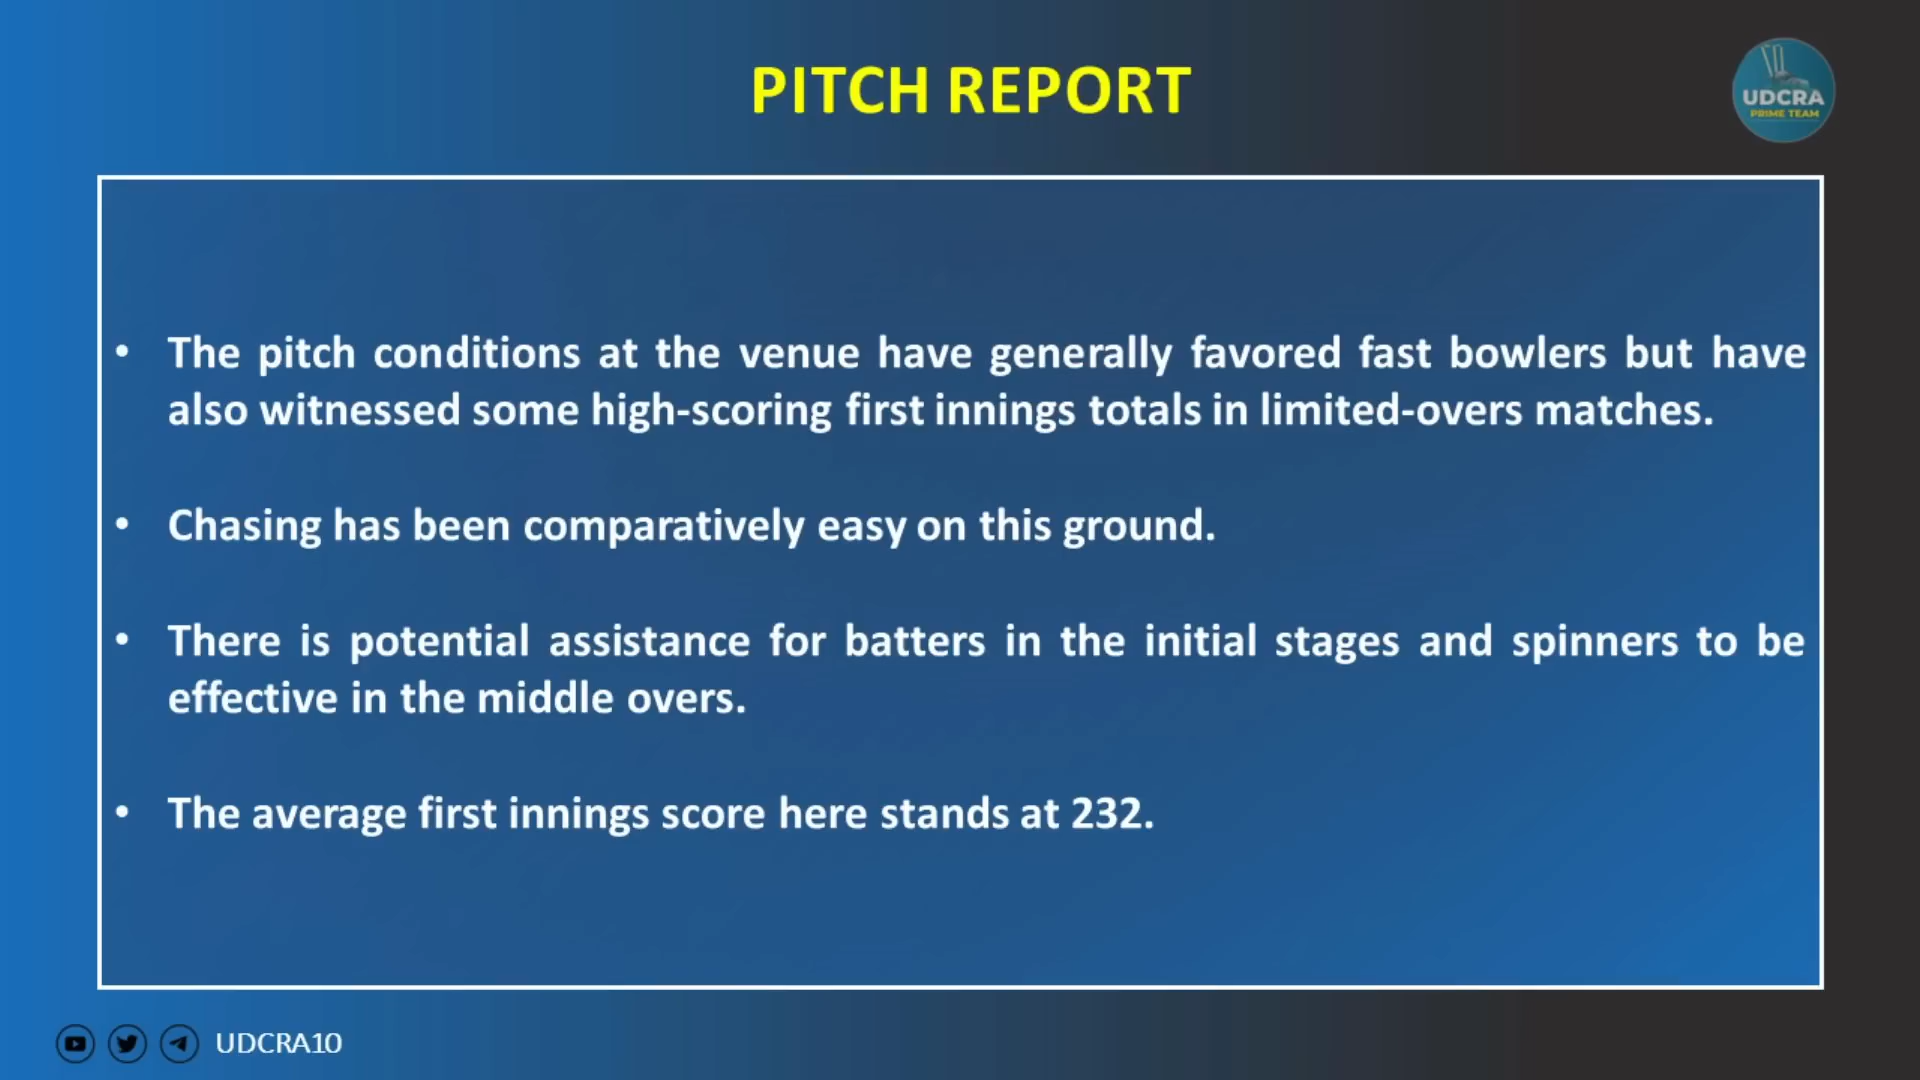 PITCH REPORT
UDCRA
PRIME TEAM
• The pitch conditions at the venue have generally favored fast bowlers but have
also witnessed some high-scoring first innings totals in limited-overs matches.
• Chasing has been comparatively easy on this ground.
• There is potential assistance for batters in the initial stages and spinners to be
effective in the middle overs.
• The average first innings score here stands at 232.
UDCRA10